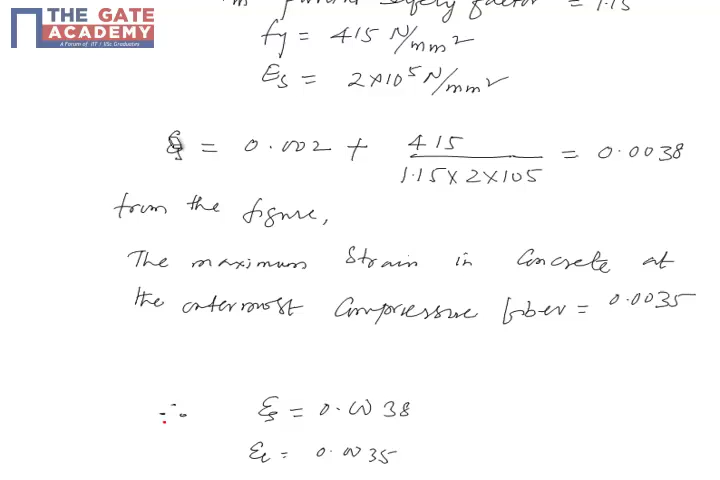 THE GATE
ACADEMY
A Forum of IIT / IISc Graduates
m partial safety factor = 1.15
fy = 415 N/mm2
Es = 2×105 N/mm2
= 0.002 + 415 / 1.15×2×105 = 0.0038
from the figure,
The maximum strain in concrete at
the outermost compressive fiber = 0.0035
∴ εs = 0.0038
εc = 0.0035